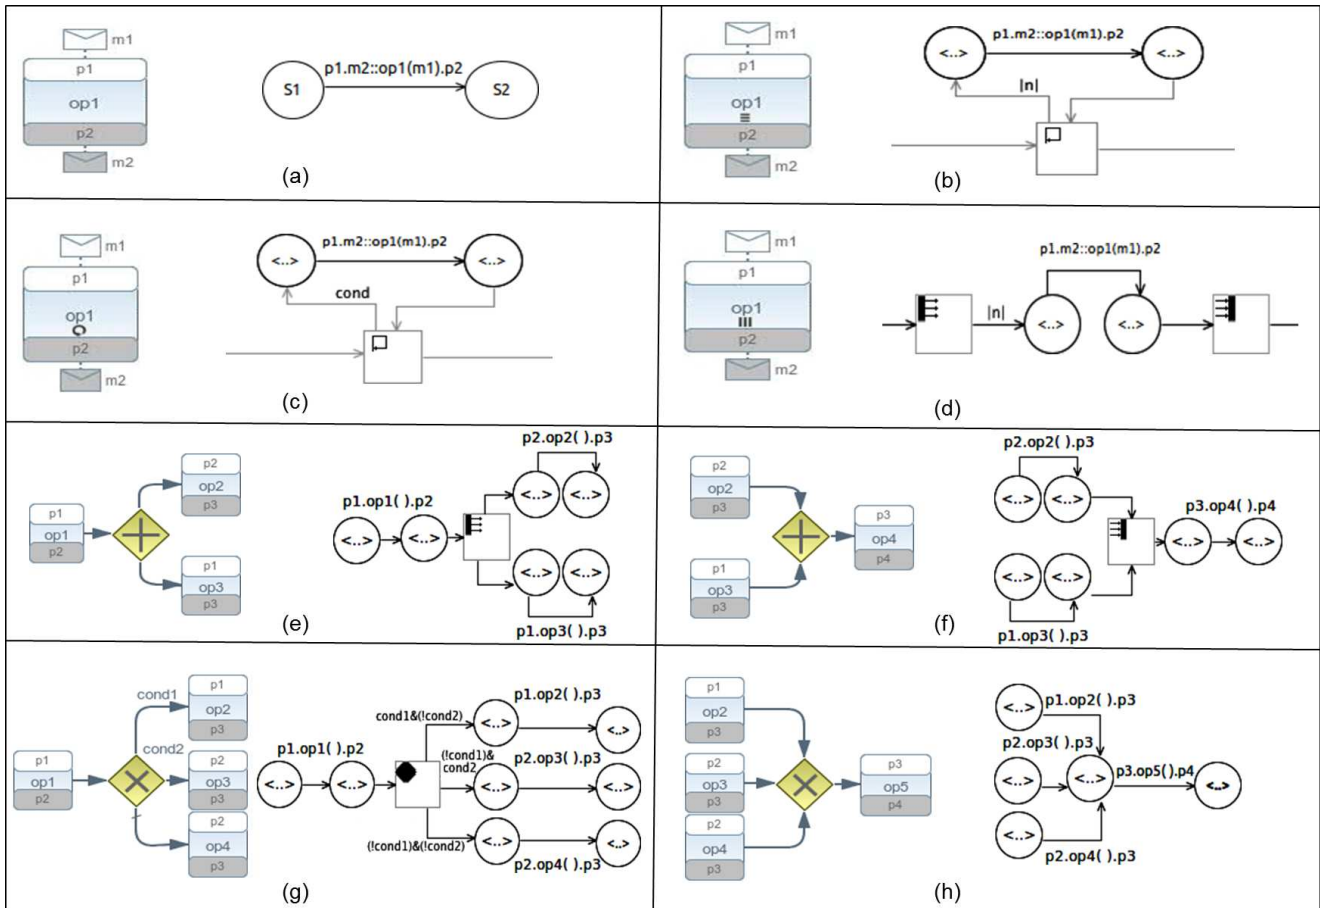 m1
p1
op1
p2
m2
S1
p1.m2::op1(m1).p2
S2
(a)
m1
p1
op1
p2
m2
p1.m2::op1(m1).p2
<..>
<..>
|n|
(b)
m1
p1
op1
p2
m2
p1.m2::op1(m1).p2
<..>
<..>
cond
(c)
m1
p1
op1
p2
m2
p1.m2::op1(m1).p2
|n|
<..>
<..>
(d)
p1
op1
p2
p2
op2
p3
p1
op3
p3
p1.op1( ).p2
<..>
<..>
p2.op2( ).p3
<..>
<..>
<..>
<..>
p1.op3( ).p3
(e)
p2
op2
p3
p1
op3
p3
p3
op4
p4
p2.op2( ).p3
<..>
<..>
<..>
<..>
p1.op3( ).p3
p3.op4( ).p4
<..>
<..>
(f)
p1
op1
p2
cond1
cond2
p1
op2
p3
p2
op3
p3
p2
op4
p3
p1.op1( ).p2
<..>
<..>
cond1&(!cond2)
(!cond1)&
cond2
(!cond1)&(!cond2)
p1.op2( ).p3
<..>
<..>
p2.op3( ).p3
<..>
<..>
<..>
<..>
p2.op4( ).p3
(g)
p1
op2
p3
p2
op3
p3
p2
op4
p3
p3
op5
p4
p1.op2( ).p3
<..>
p2.op3( ).p3
<..>
<..>
p3.op5().p4
<..>
<..>
p2.op4( ).p3
(h)